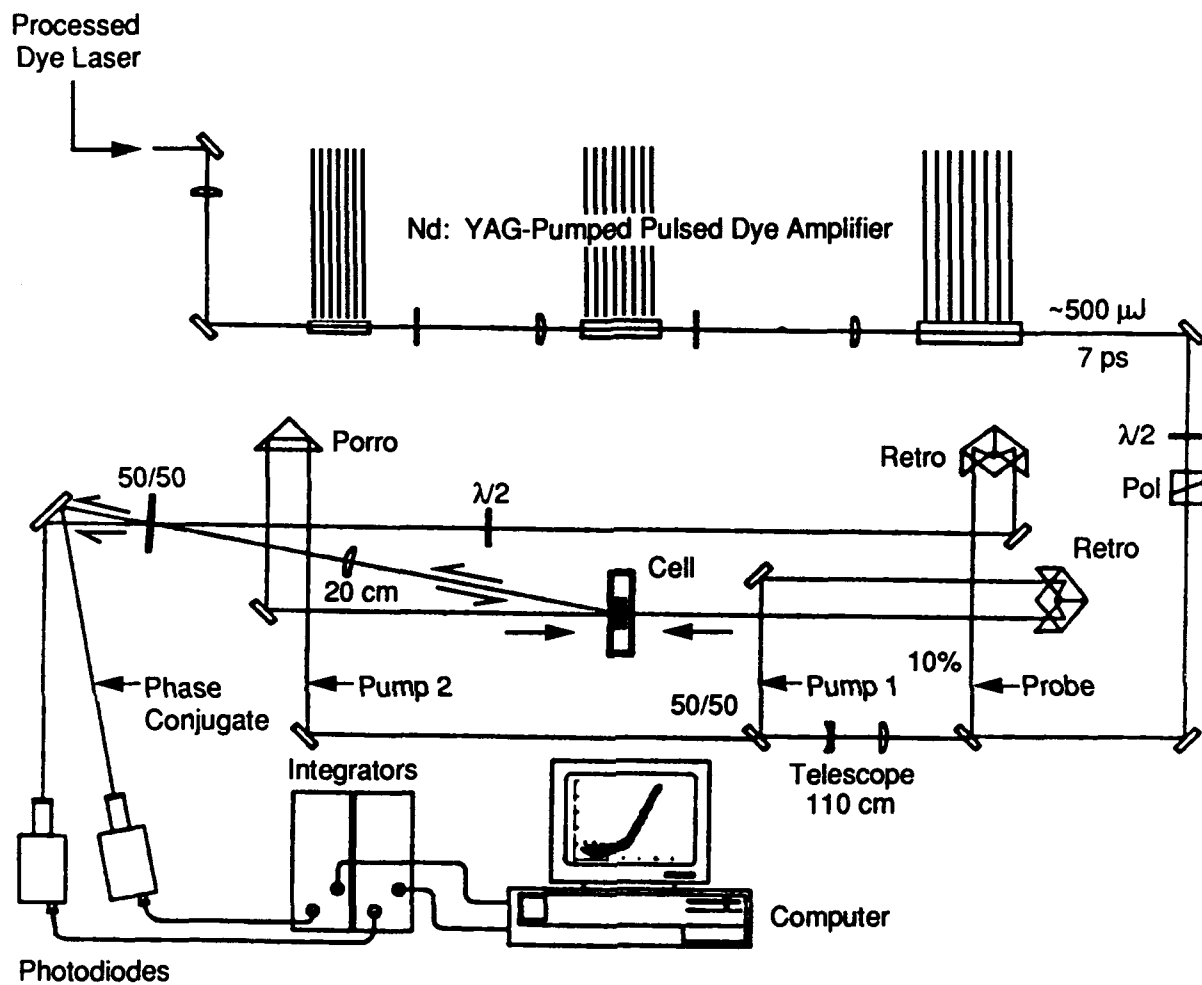 Processed
Dye Laser
Nd: YAG-Pumped Pulsed Dye Amplifier
~500 µJ
7 ps
λ/2
Pol
Porro
Retro
50/50
λ/2
Retro
Cell
20 cm
10%
Phase
Conjugate
Pump 2
Pump 1
Probe
50/50
Integrators
Telescope
110 cm
Computer
Photodiodes